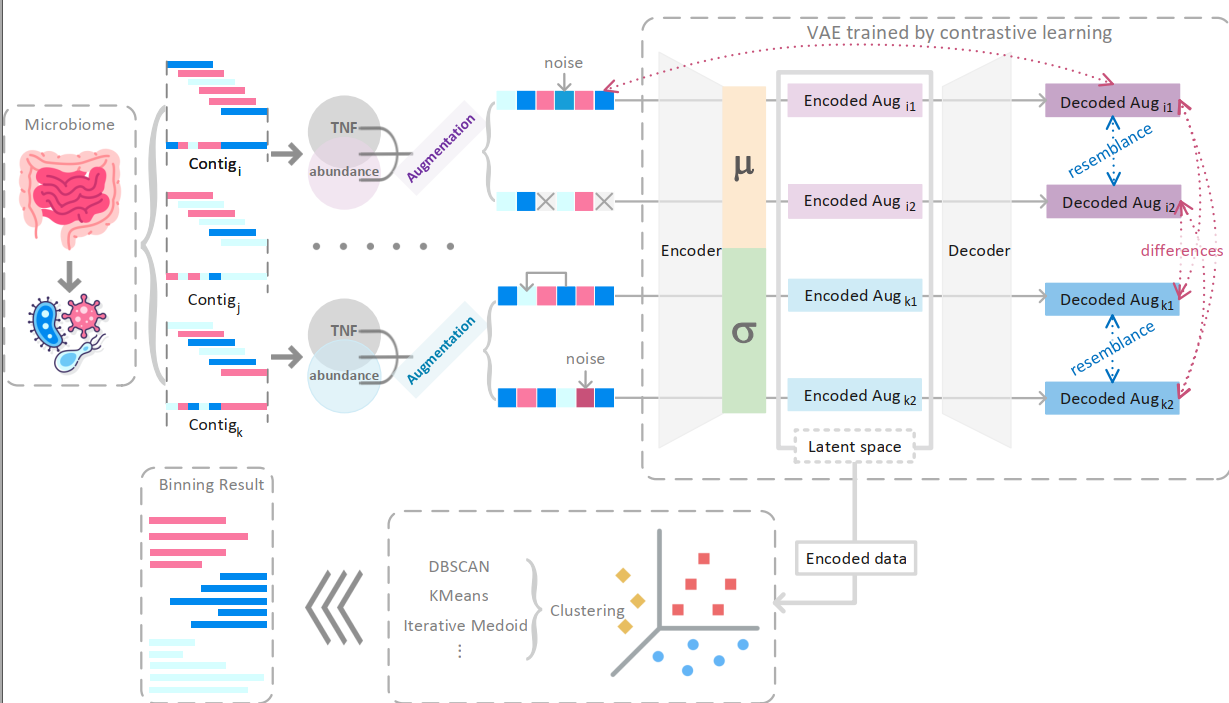 VAE trained by contrastive learning
Microbiome
Contig i
Contig j
Contig k
TNF
abundance
Augmentation
TNF
abundance
Augmentation
noise
noise
Encoder
μ
σ
Encoded Aug i1
Encoded Aug i2
Encoded Aug k1
Encoded Aug k2
Latent space
Decoder
Decoded Aug i1
resemblance
Decoded Aug i2
differences
Decoded Aug k1
resemblance
Decoded Aug k2
Encoded data
Binning Result
DBSCAN
KMeans
Iterative Medoid
⋮
Clustering